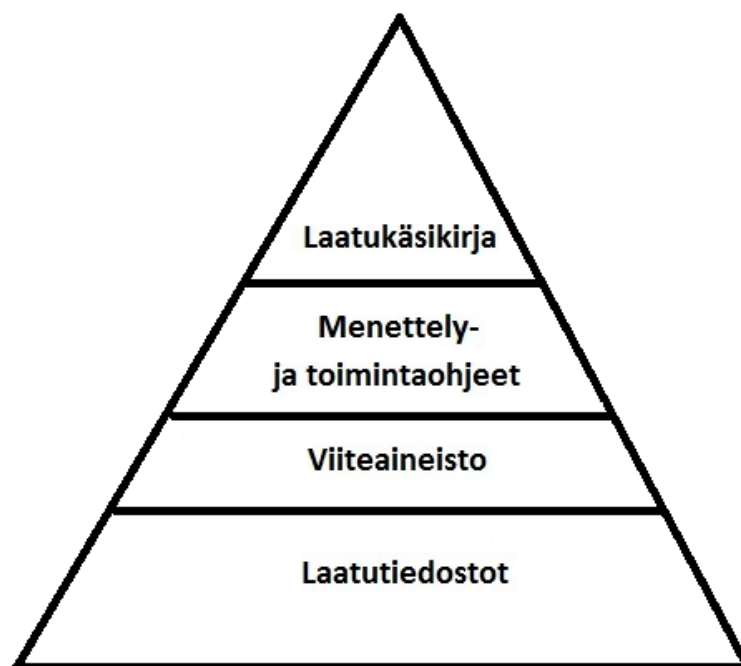 Laatukäsikirja
Menettely-
ja toimintaohjeet
Viiteaineisto
Laatutiedostot